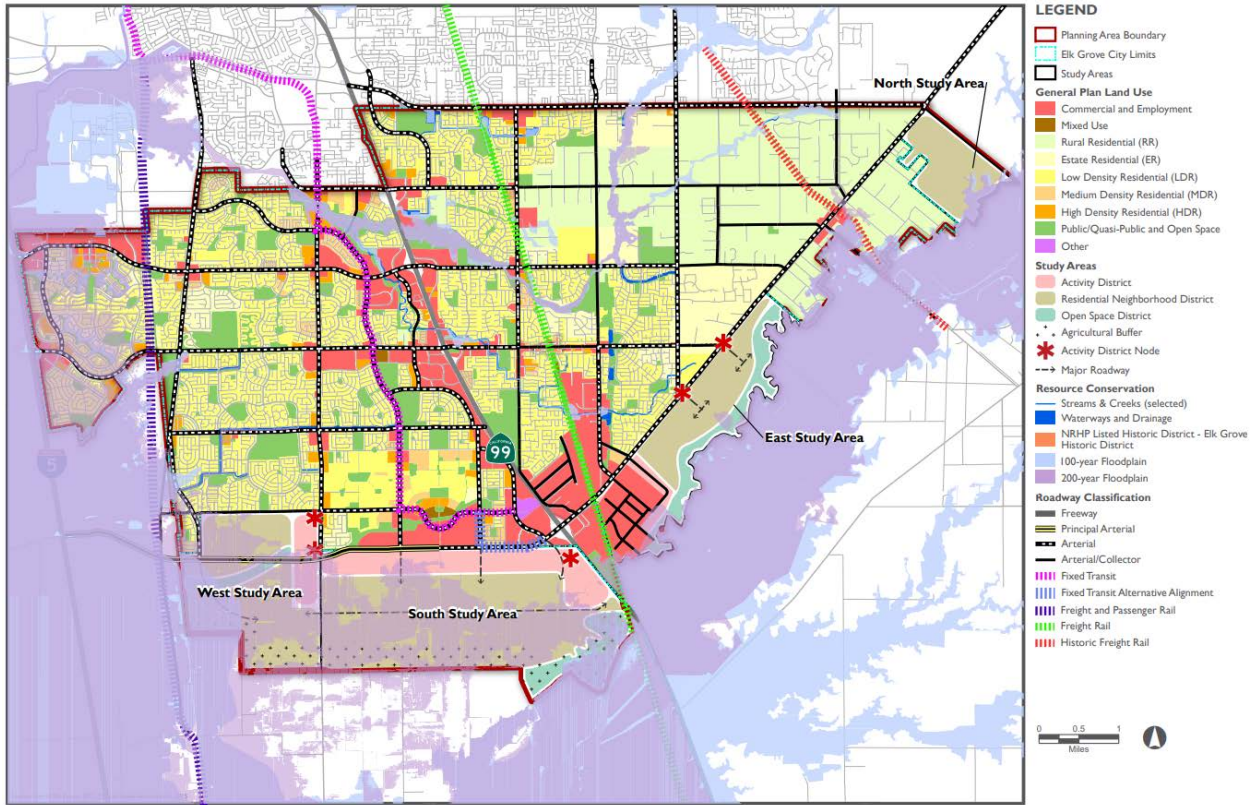 North Study Area
East Study Area
CALIFORNIA
99
5
West Study Area
South Study Area
LEGEND
Planning Area Boundary
Elk Grove City Limits
Study Areas
General Plan Land Use
Commercial and Employment
Mixed Use
Rural Residential (RR)
Estate Residential (ER)
Low Density Residential (LDR)
Medium Density Residential (MDR)
High Density Residential (HDR)
Public/Quasi-Public and Open Space
Other
Study Areas
Activity District
Residential Neighborhood District
Open Space District
Agricultural Buffer
Activity District Node
Major Roadway
Resource Conservation
Streams & Creeks (selected)
Waterways and Drainage
NRHP Listed Historic District - Elk Grove
Historic District
100-year Floodplain
200-year Floodplain
Roadway Classification
Freeway
Principal Arterial
Arterial
Arterial/Collector
Fixed Transit
Fixed Transit Alternative Alignment
Freight and Passenger Rail
Freight Rail
Historic Freight Rail
0 0.5 1
Miles